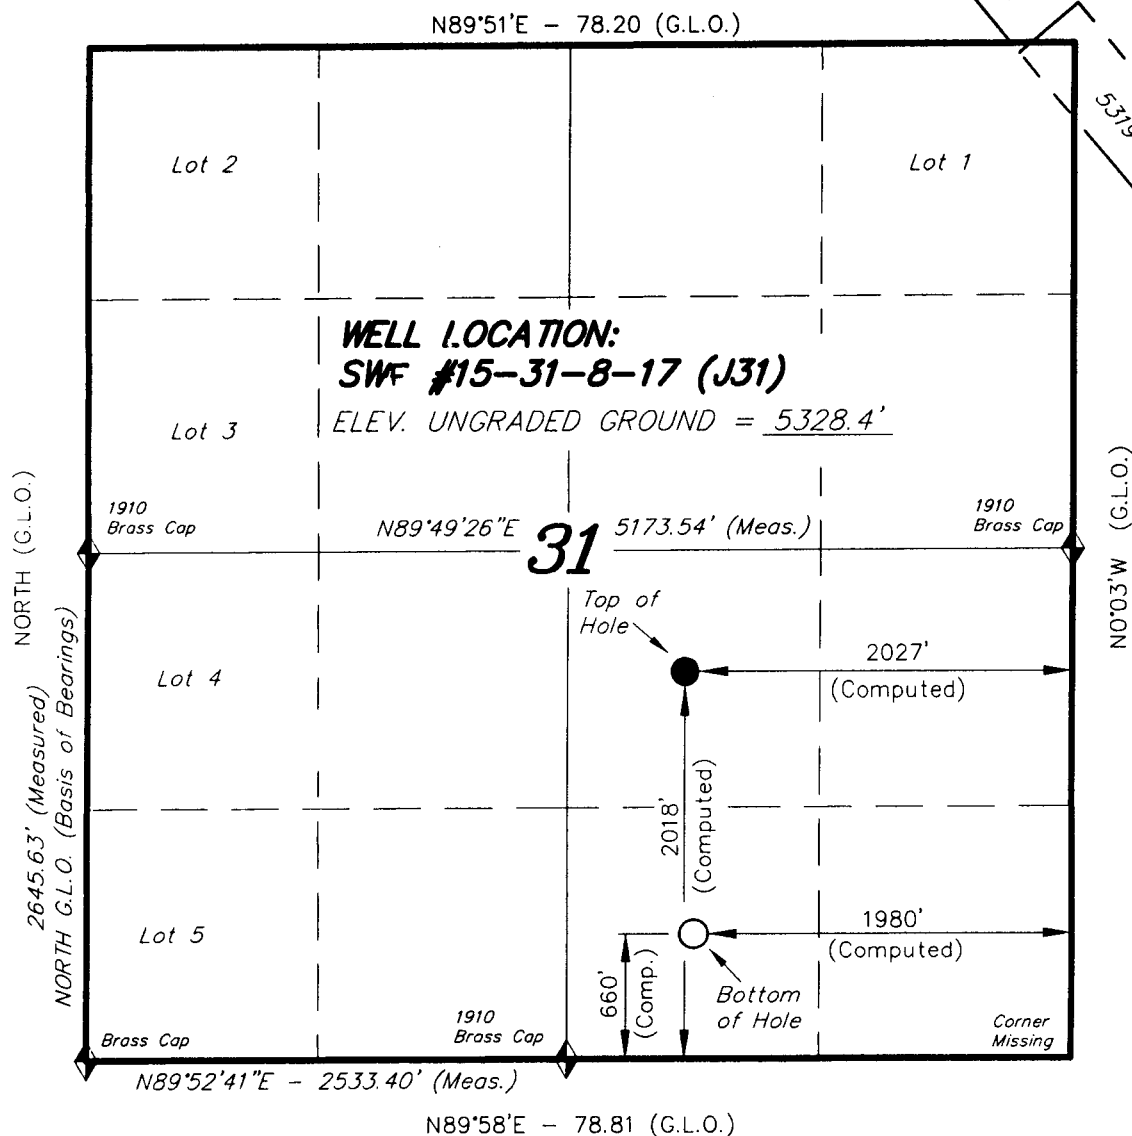 N89°51'E - 78.20 (G.L.O.)
5319
Lot 2
Lot 1
WELL LOCATION:
SWF #15-31-8-17 (J31)
ELEV. UNGRADED GROUND = 5328.4'
Lot 3
NORTH (G.L.O.)
1910
Brass Cap
N89°49'26"E
31
5173.54' (Meas.)
1910
Brass Cap
N0°03'W (G.L.O.)
Top of
Hole
2027'
(Computed)
Lot 4
2645.63' (Measured)
NORTH G.L.O. (Basis of Bearings)
2018'
(Computed)
Lot 5
1980'
(Computed)
660'
(Comp.)
Bottom
of Hole
Brass Cap
1910
Brass Cap
Corner
Missing
N89°52'41"E - 2533.40' (Meas.)
N89°58'E - 78.81 (G.L.O.)